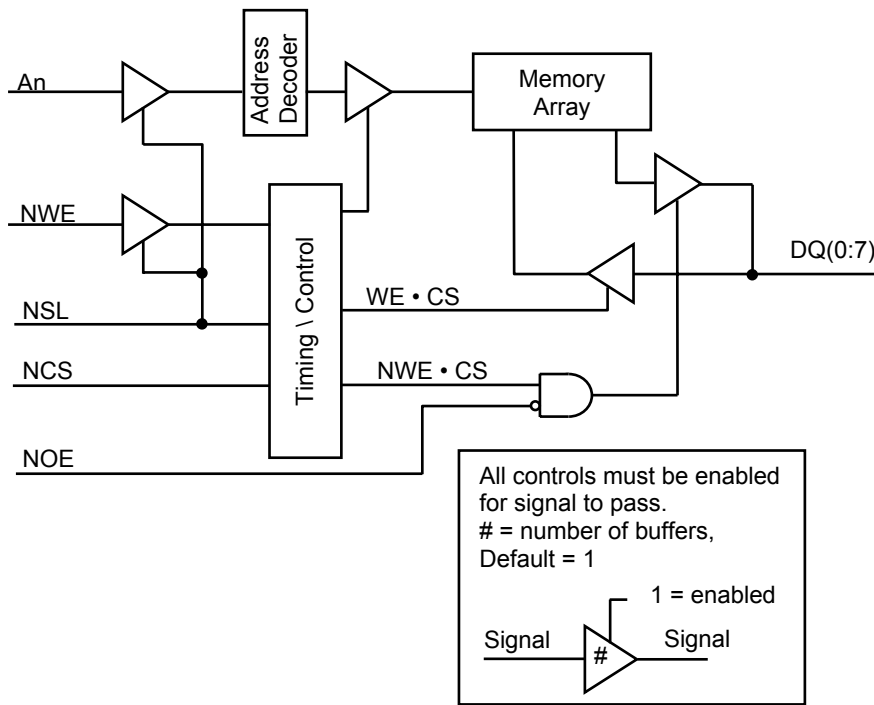 An
Address
Decoder
Memory
Array
NWE
DQ(0:7)
NSL
WE • CS
Timing \ Control
NCS
NWE • CS
NOE
All controls must be enabled
for signal to pass.
# = number of buffers,
Default = 1
1 = enabled
Signal
#
Signal